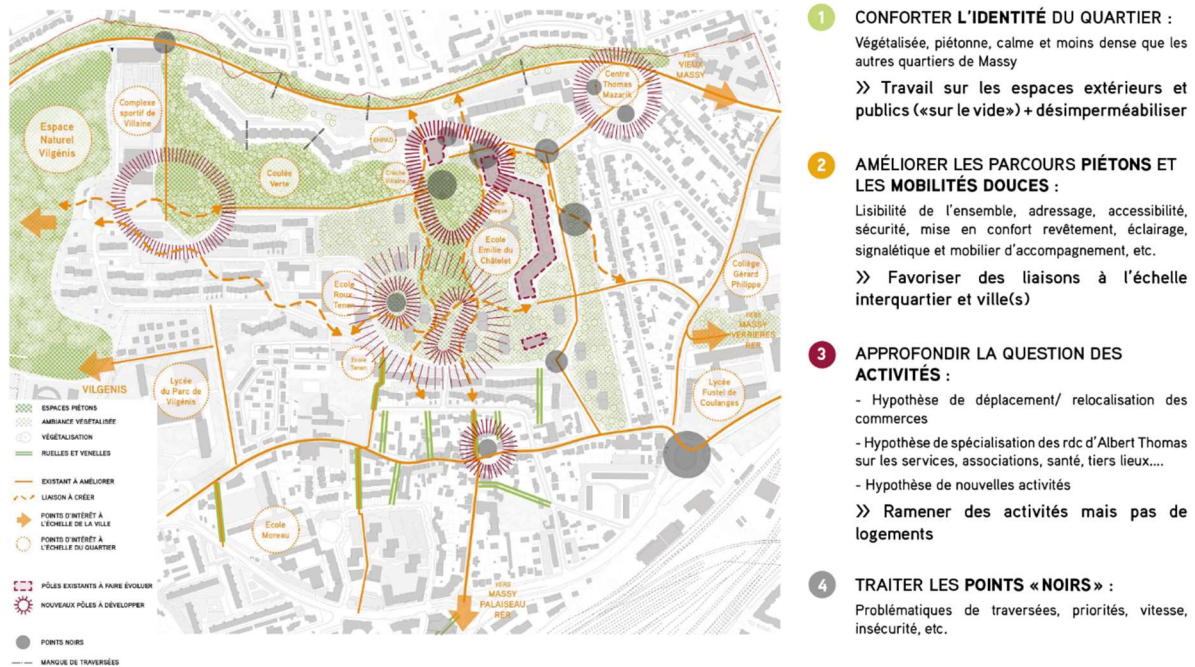 VERS
VIEUX
MASSY
Centre
Thomas
Mazarik
Complexe
sportif de
Villaine
Espace
Naturel
Vilgénis
EHPAD
Coulée
Verte
Crèche
Villaine
Ecole
Emilie du
Châtelet
Collège
Gérard
Philippe
Ecole
Roux
Tenon
VERS
MASSY
VERRIERES
RER
Ecole
Tenon
VILGENIS
Lycée
du Parc de
Vilgénis
Lycée
Fustel de
Coulanges
Ecole
Moreau
VERS
MASSY
PALAISEAU
RER
ESPACES PIÉTONS
AMBIANCE VÉGÉTALISÉE
VÉGÉTALISATION
RUELLES ET VENELLES
EXISTANT À AMÉLIORER
LIAISON À CRÉER
POINTS D'INTÉRÊT À
L'ÉCHELLE DE LA VILLE
POINTS D'INTÉRÊT À
L'ÉCHELLE DU QUARTIER
PÔLES EXISTANTS À FAIRE ÉVOLUER
NOUVEAUX PÔLES À DÉVELOPPER
POINTS NOIRS
MANQUE DE TRAVERSÉES
1 CONFORTER L'IDENTITÉ DU QUARTIER :
Végétalisée, piétonne, calme et moins dense que les
autres quartiers de Massy
>> Travail sur les espaces extérieurs et
publics («sur le vide») + désimperméabiliser
2 AMÉLIORER LES PARCOURS PIÉTONS ET
LES MOBILITÉS DOUCES :
Lisibilité de l'ensemble, adressage, accessibilité,
sécurité, mise en confort revêtement, éclairage,
signalétique et mobilier d'accompagnement, etc.
>> Favoriser des liaisons à l'échelle
interquartier et ville(s)
3 APPROFONDIR LA QUESTION DES
ACTIVITÉS :
- Hypothèse de déplacement/ relocalisation des
commerces
- Hypothèse de spécialisation des rdc d'Albert Thomas
sur les services, associations, santé, tiers lieux....
- Hypothèse de nouvelles activités
>> Ramener des activités mais pas de
logements
4 TRAITER LES POINTS « NOIRS » :
Problématiques de traversées, priorités, vitesse,
insécurité, etc.